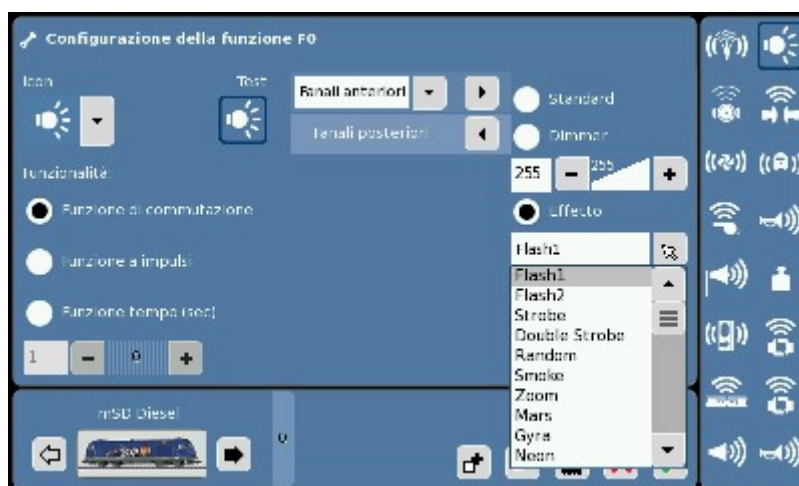 Configurazione della funzione F0
Icon
Test
Fanali anteriori
Fanali posteriori
Standard
Dimmer
255
255
Funzionalità:
Funzione di commutazione
Effetto
Flash1
Funzione a impulsi
Funzione tempo (sec)
1
0
Flash1
Flash2
Strobe
Double Strobe
Random
Smoke
Zoom
Mars
Gyra
Neon
mSD Diesel
0